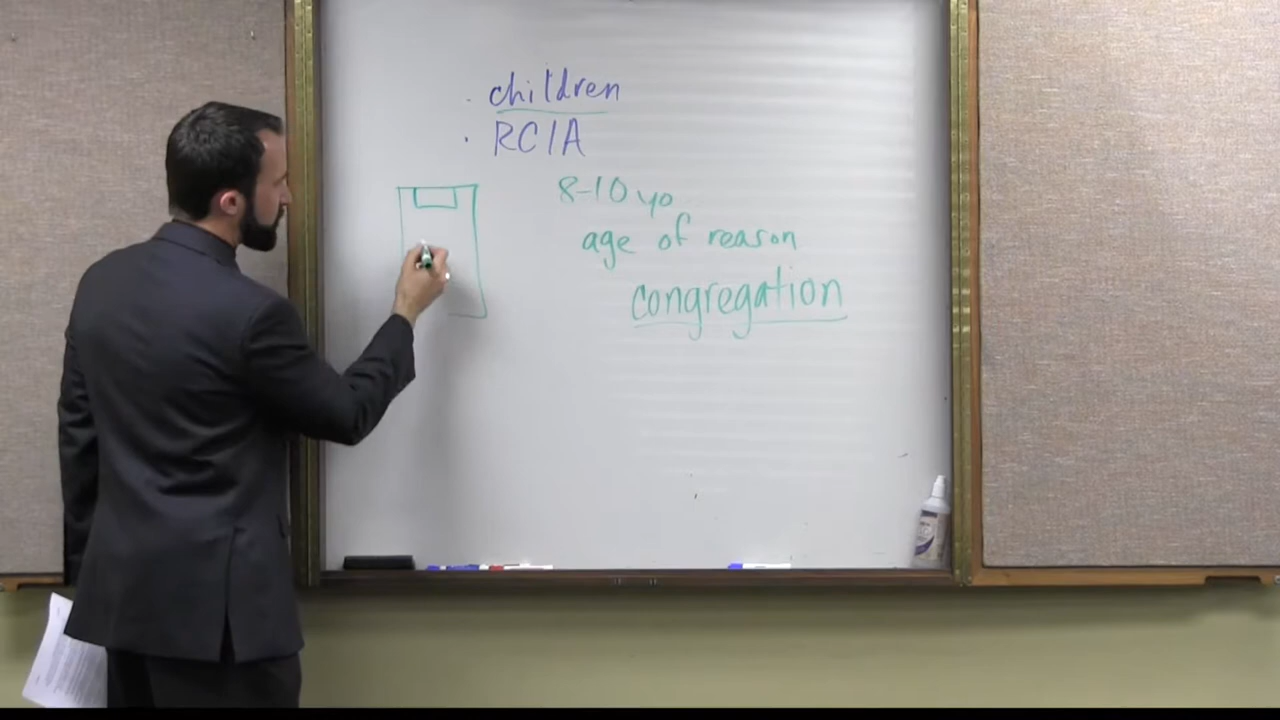 · children
· RCIA
8-10 yo
age of reason
congregation